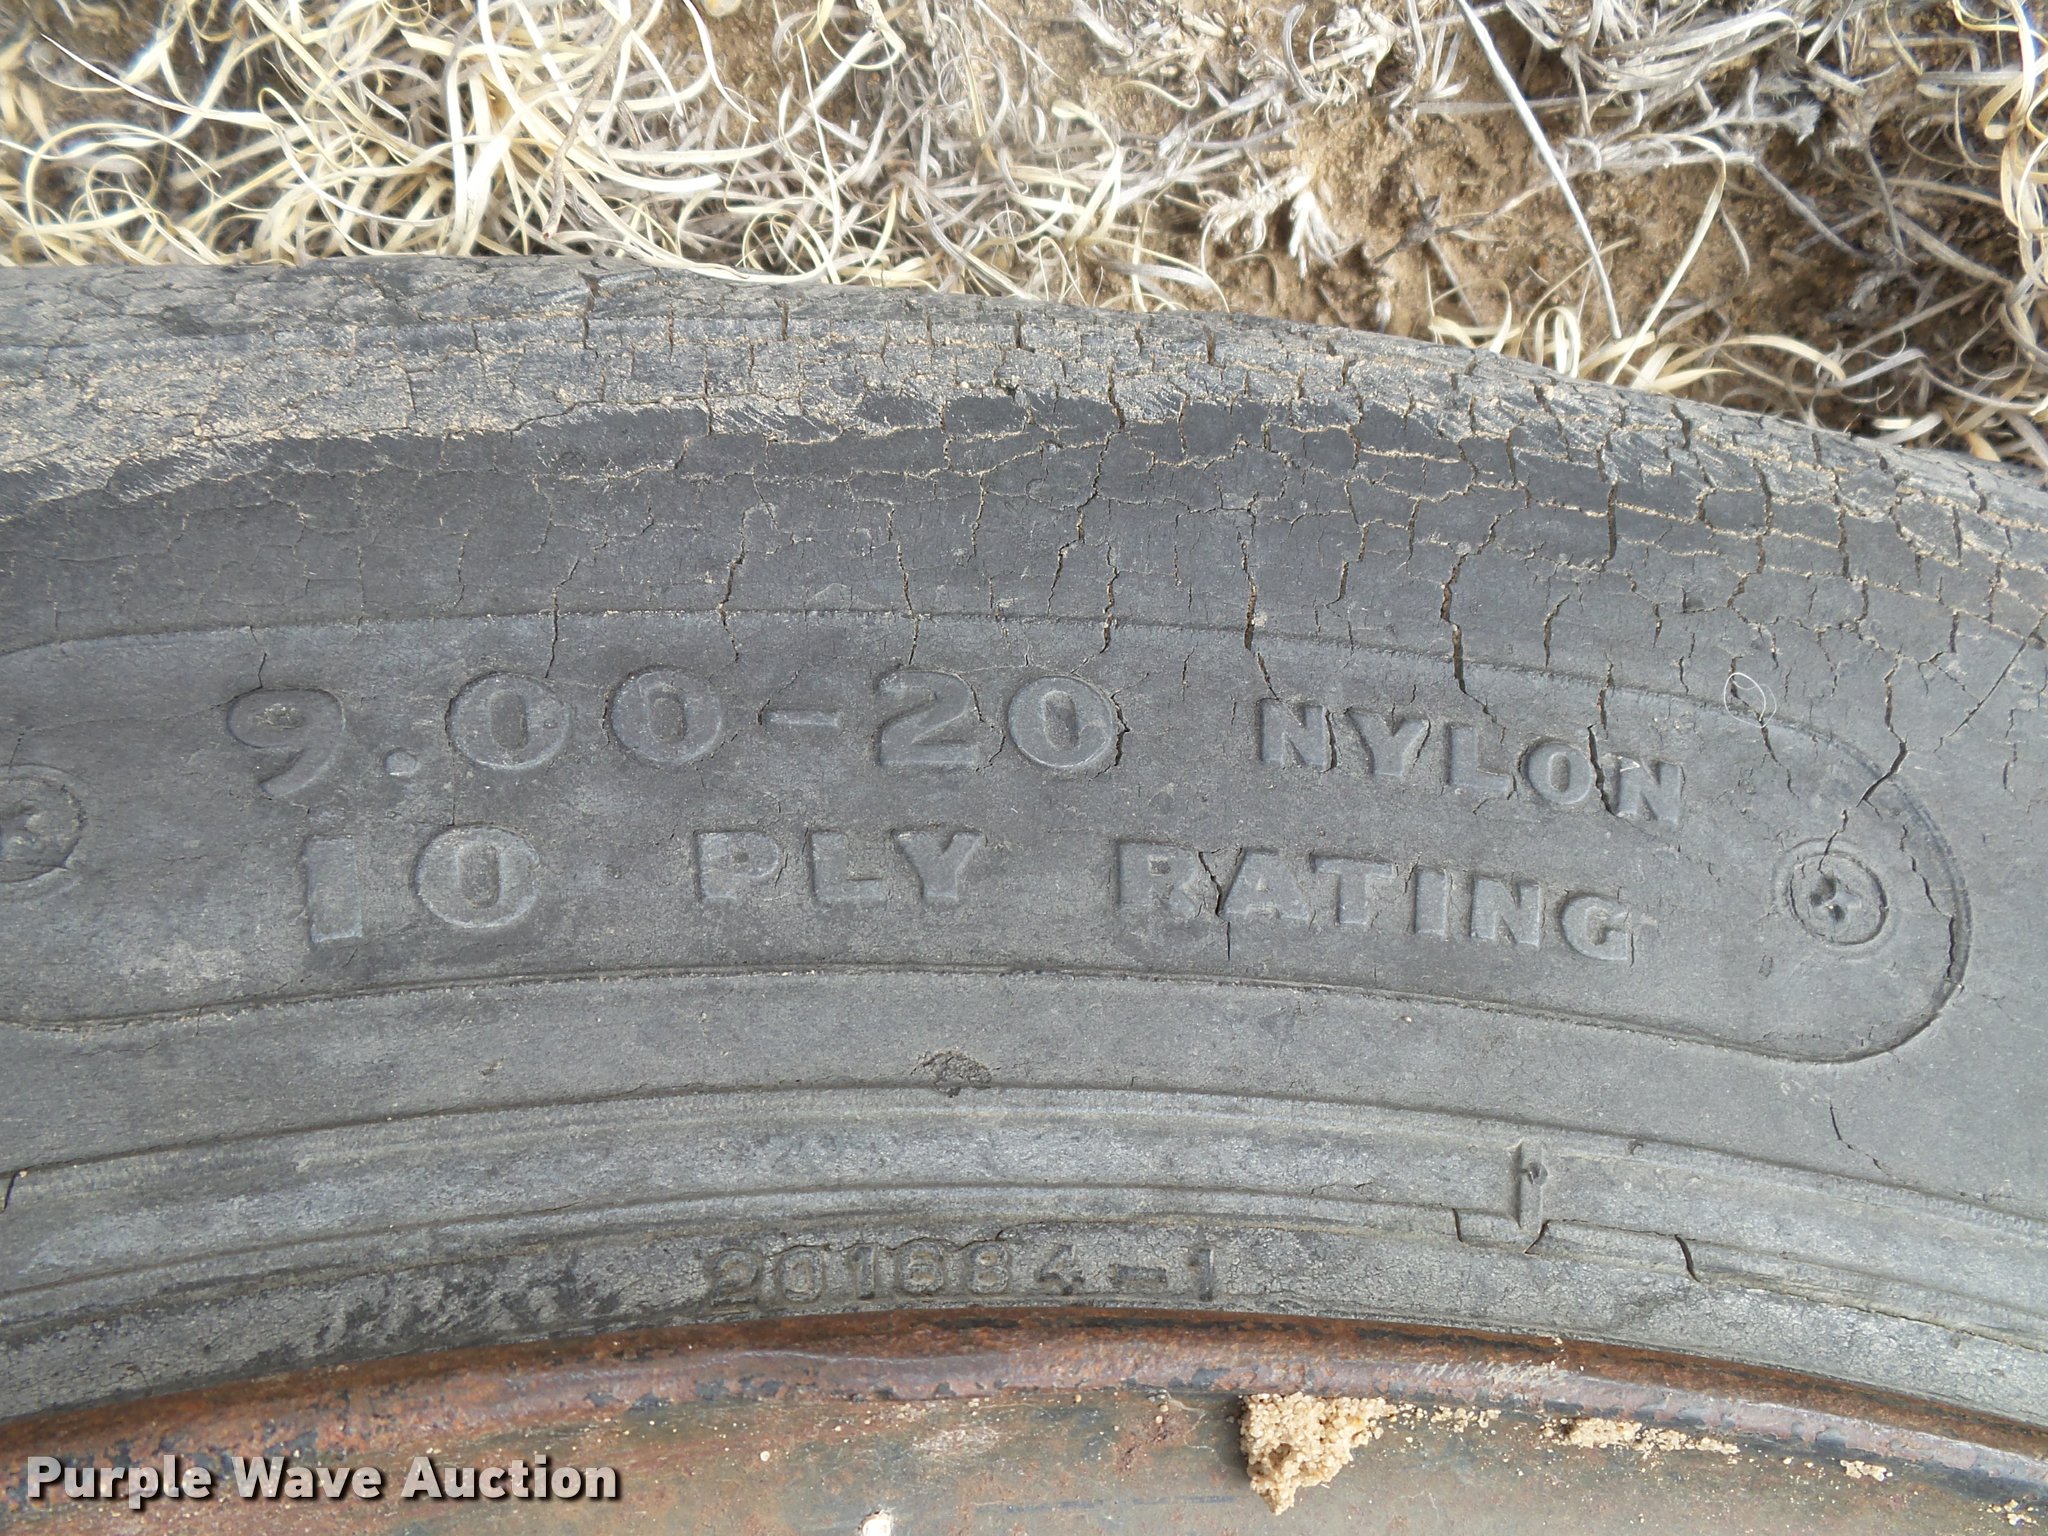 9.00-20 NYLON
10 PLY RATING
201684-1
Purple Wave Auction